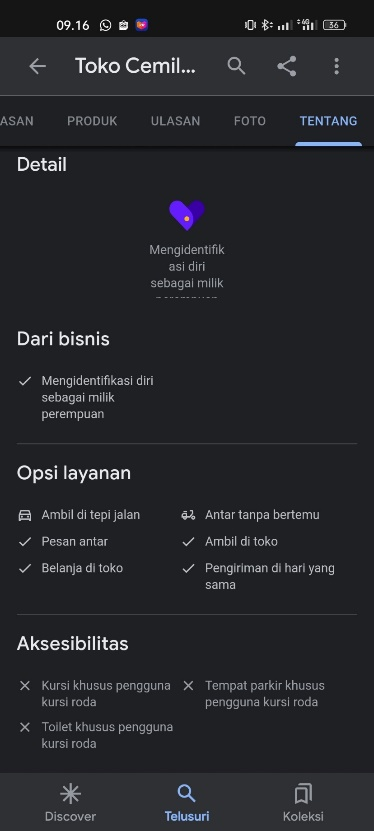 09.16
36
Toko Cemil...
ASAN PRODUK ULASAN FOTO TENTANG
Detail
Mengidentifik
asi diri
sebagai milik
perempuan
Dari bisnis
Mengidentifikasi diri
sebagai milik
perempuan
Opsi layanan
Ambil di tepi jalan
Antar tanpa bertemu
Pesan antar
Ambil di toko
Belanja di toko
Pengiriman di hari yang
sama
Aksesibilitas
Kursi khusus pengguna
kursi roda
Tempat parkir khusus
pengguna kursi roda
Toilet khusus pengguna
kursi roda
Discover
Telusuri
Koleksi